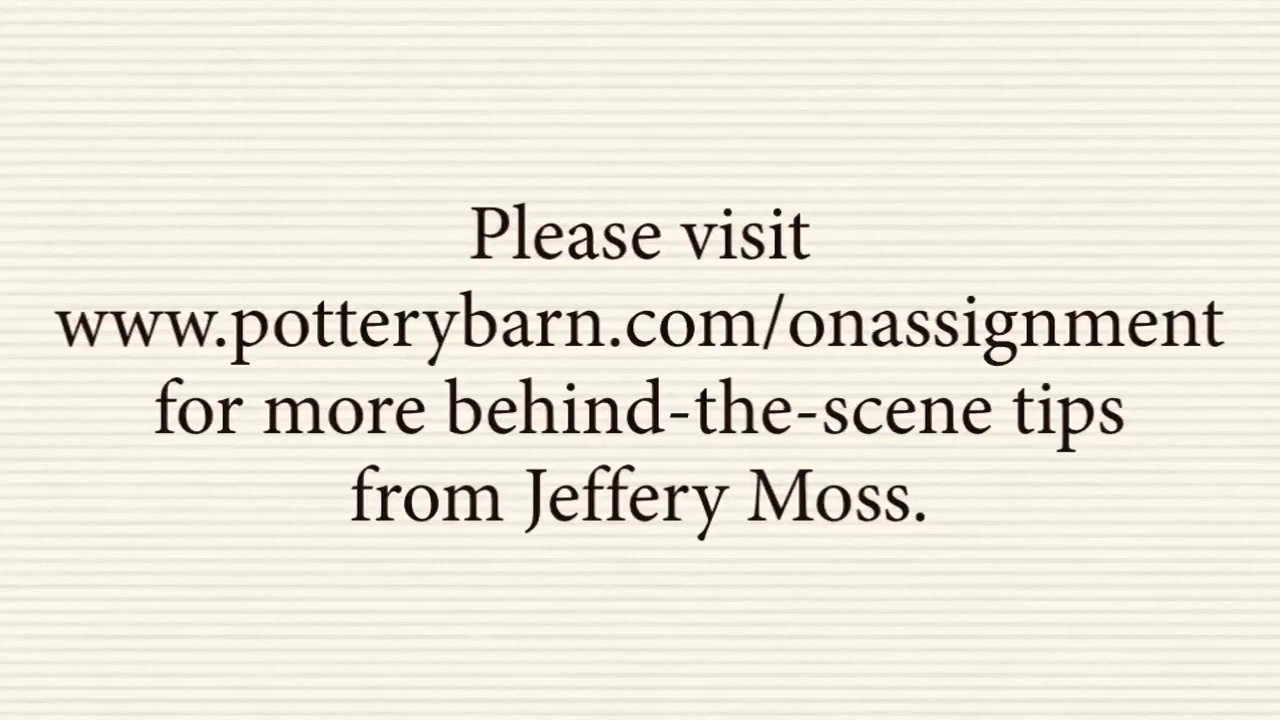 Please visit
www.potterybarn.com/onassignment
for more behind-the-scene tips
from Jeffery Moss.